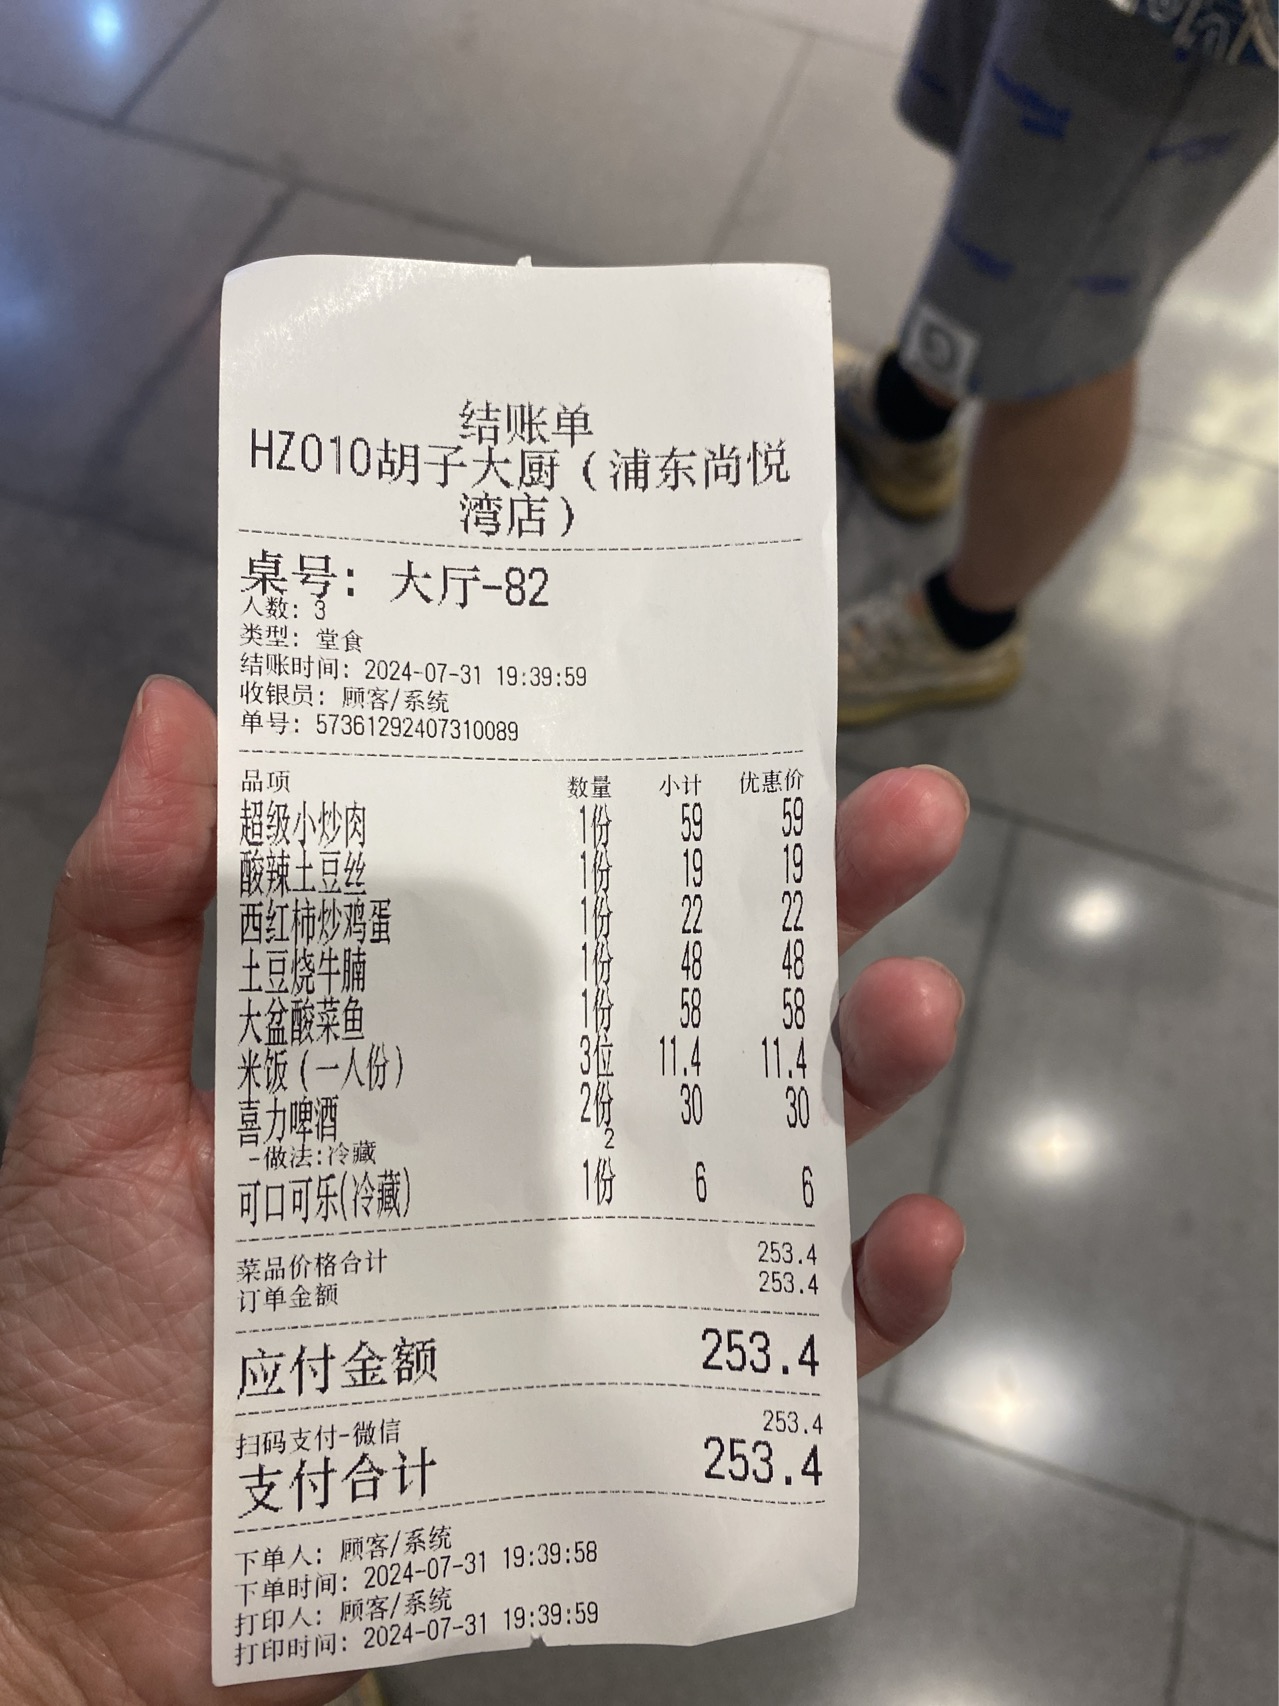 结账单
HZ010胡子大厨（浦东尚悦
湾店）
桌号: 大厅-82
人数: 3
类型: 堂食
结账时间: 2024-07-31 19:39:59
收银员: 顾客/系统
单号: 573612924073100​89
品项 数量 小计 优惠价
超级小炒肉 1份 59 59
酸辣土豆丝 1份 19 19
西红柿炒鸡蛋 1份 22 22
土豆烧牛腩 1份 48 48
大盆酸菜鱼 1份 58 58
米饭(一人份) 3位 11.4 11.4
喜力啤酒 2份 30 30
-做法:冷藏 2
可口可乐(冷藏) 1份 6 6
菜品价格合计 253.4
订单金额 253.4
应付金额 253.4
扫码支付-微信 253.4
支付合计 253.4
下单人: 顾客/系统
下单时间: 2024-07-31 19:39:58
打印人: 顾客/系统
打印时间: 2024-07-31 19:39:59